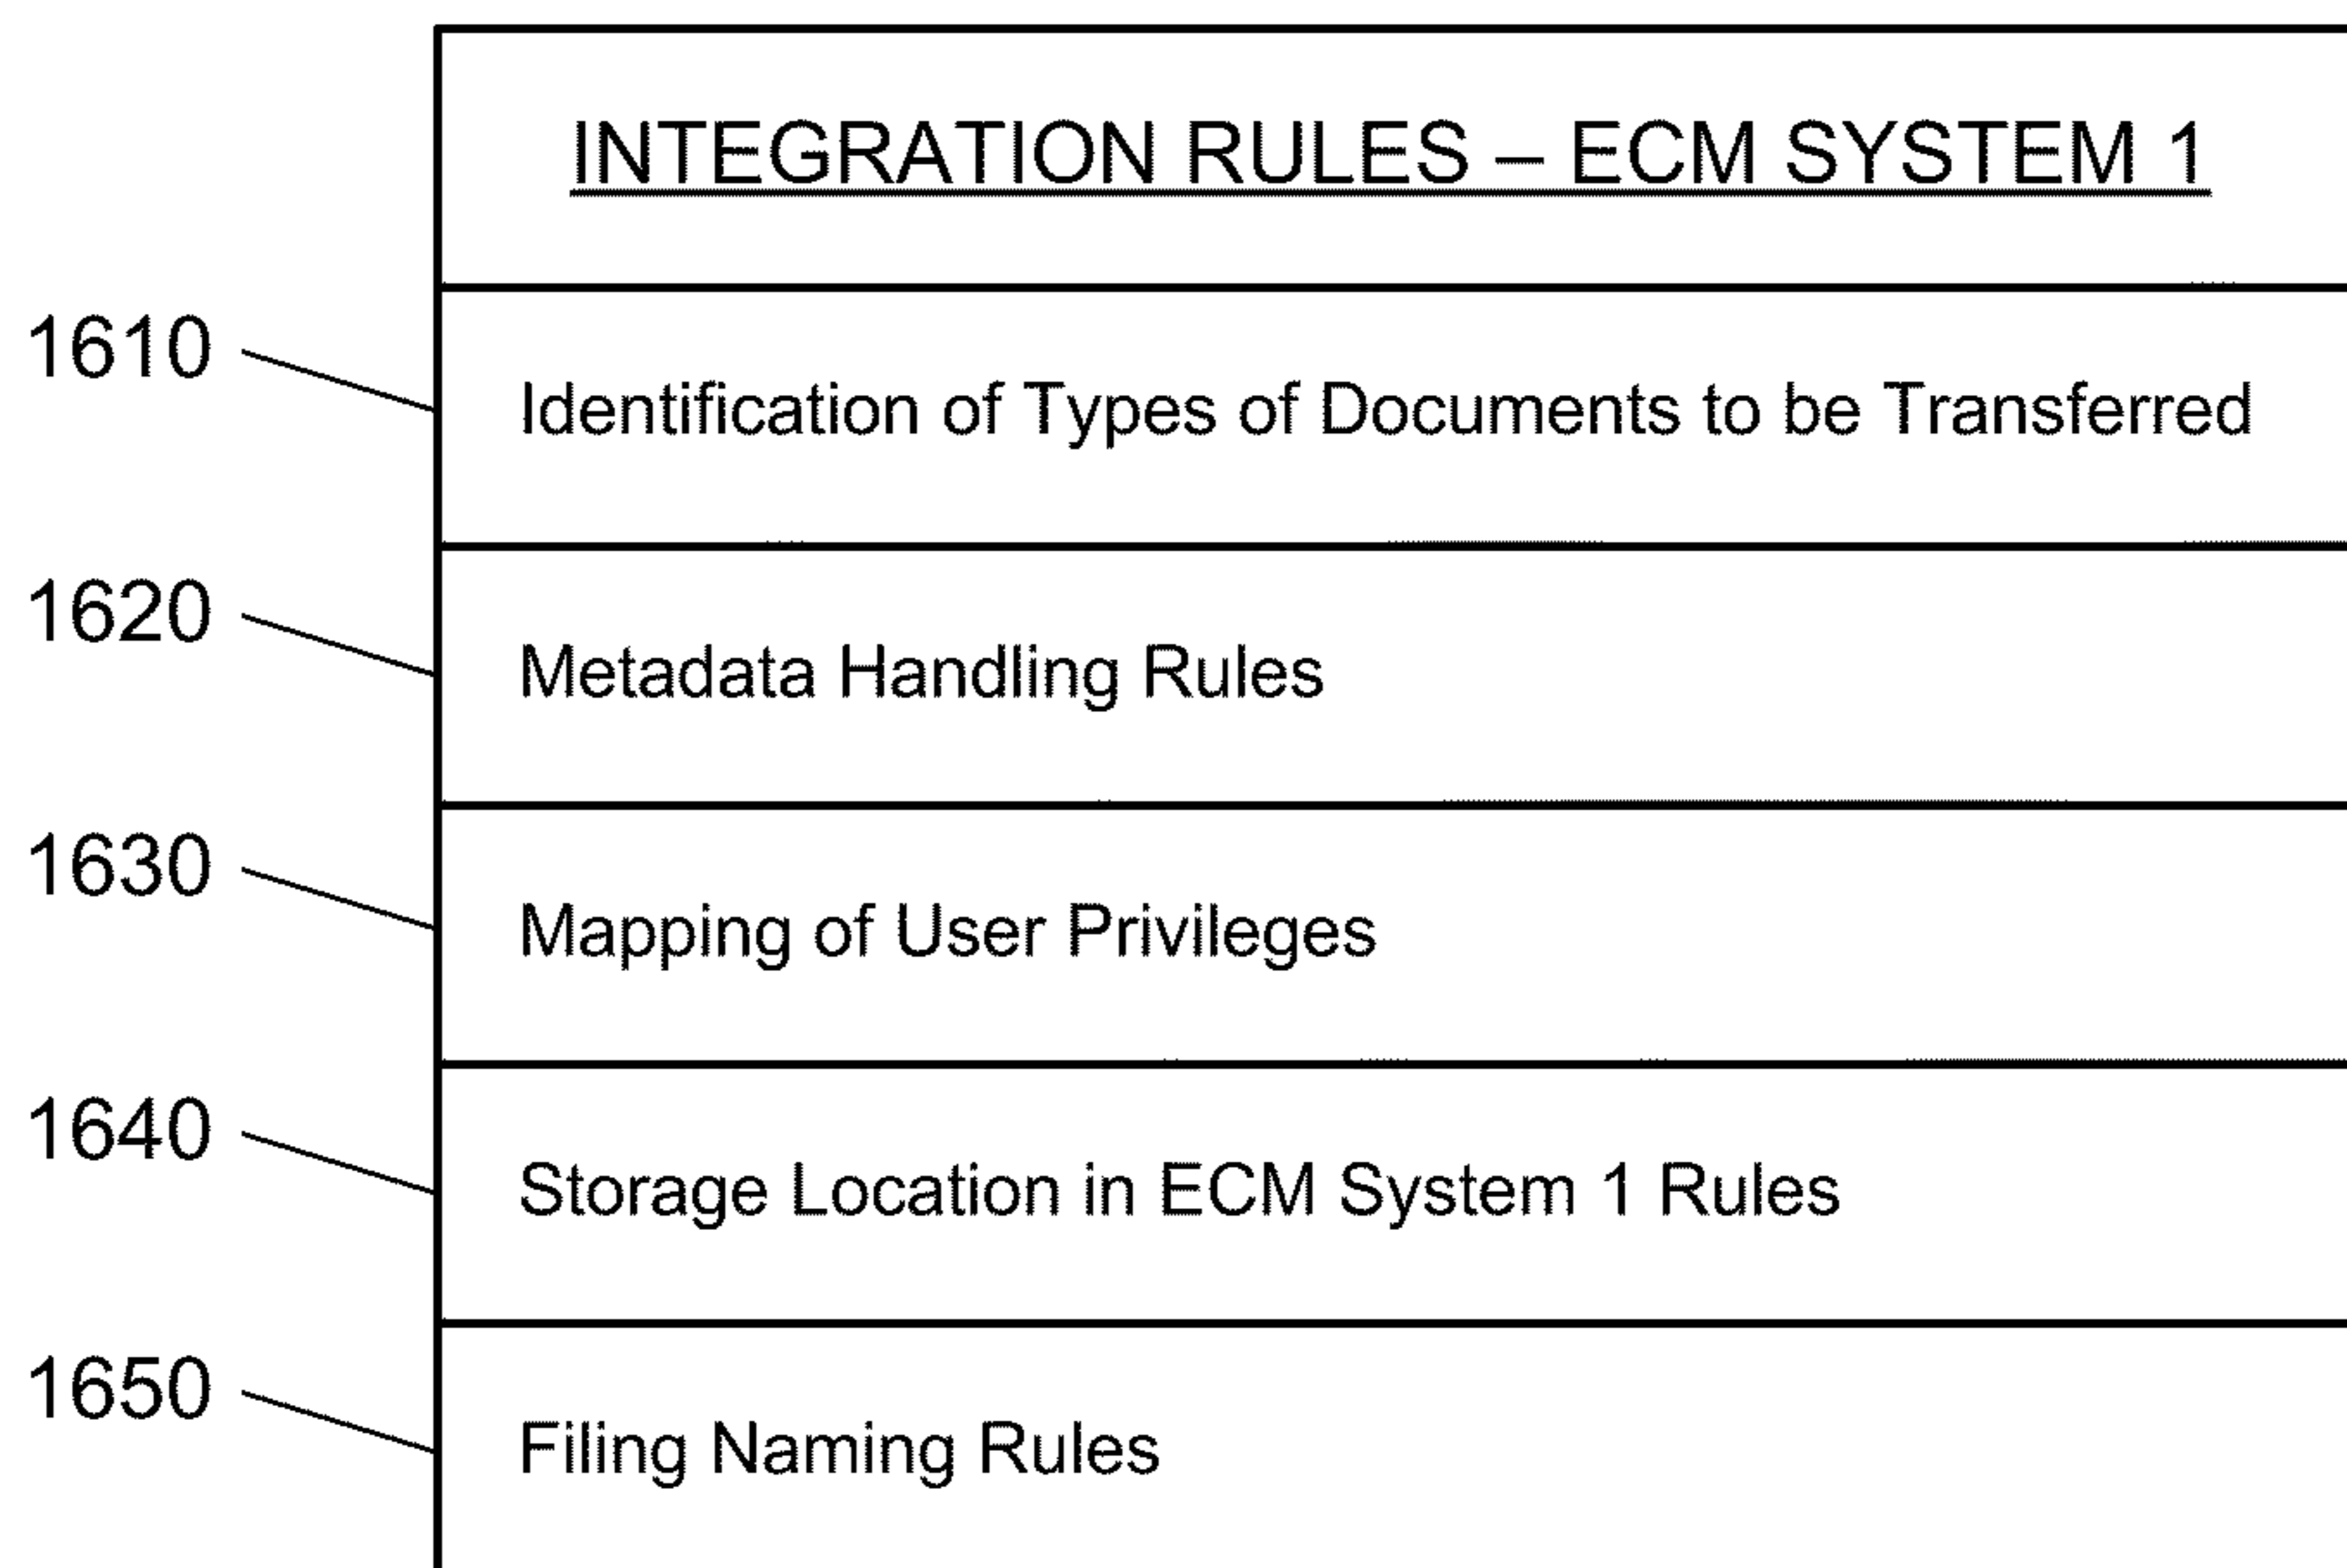 INTEGRATION RULES – ECM SYSTEM 1
1610
Identification of Types of Documents to be Transferred
1620
Metadata Handling Rules
1630
Mapping of User Privileges
1640
Storage Location in ECM System 1 Rules
1650
Filing Naming Rules